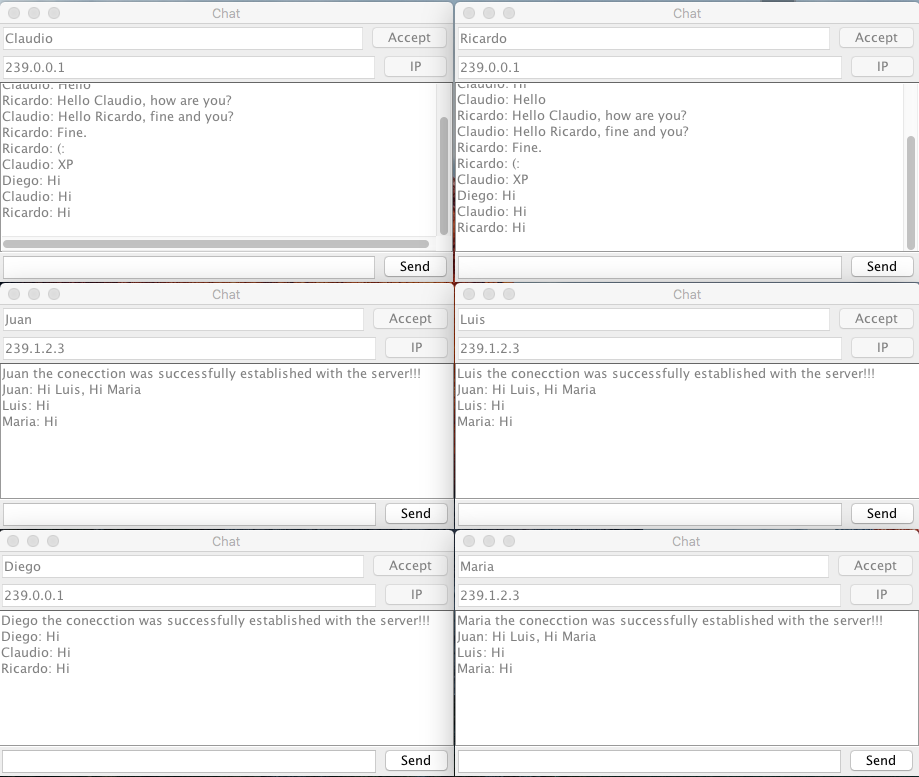 Chat
Claudio
Accept
239.0.0.1
IP
Claudio: Hello
Ricardo: Hello Claudio, how are you?
Claudio: Hello Ricardo, fine and you?
Ricardo: Fine.
Ricardo: (:
Claudio: XP
Diego: Hi
Claudio: Hi
Ricardo: Hi
Send
Chat
Ricardo
Accept
239.0.0.1
IP
Claudio: Hi
Claudio: Hello
Ricardo: Hello Claudio, how are you?
Claudio: Hello Ricardo, fine and you?
Ricardo: Fine.
Ricardo: (:
Claudio: XP
Diego: Hi
Claudio: Hi
Ricardo: Hi
Send
Chat
Juan
Accept
239.1.2.3
IP
Juan the conecction was successfully established with the server!!!
Juan: Hi Luis, Hi Maria
Luis: Hi
Maria: Hi
Send
Chat
Luis
Accept
239.1.2.3
IP
Luis the conecction was successfully established with the server!!!
Juan: Hi Luis, Hi Maria
Luis: Hi
Maria: Hi
Send
Chat
Diego
Accept
239.0.0.1
IP
Diego the conecction was successfully established with the server!!!
Diego: Hi
Claudio: Hi
Ricardo: Hi
Send
Chat
Maria
Accept
239.1.2.3
IP
Maria the conecction was successfully established with the server!!!
Juan: Hi Luis, Hi Maria
Luis: Hi
Maria: Hi
Send